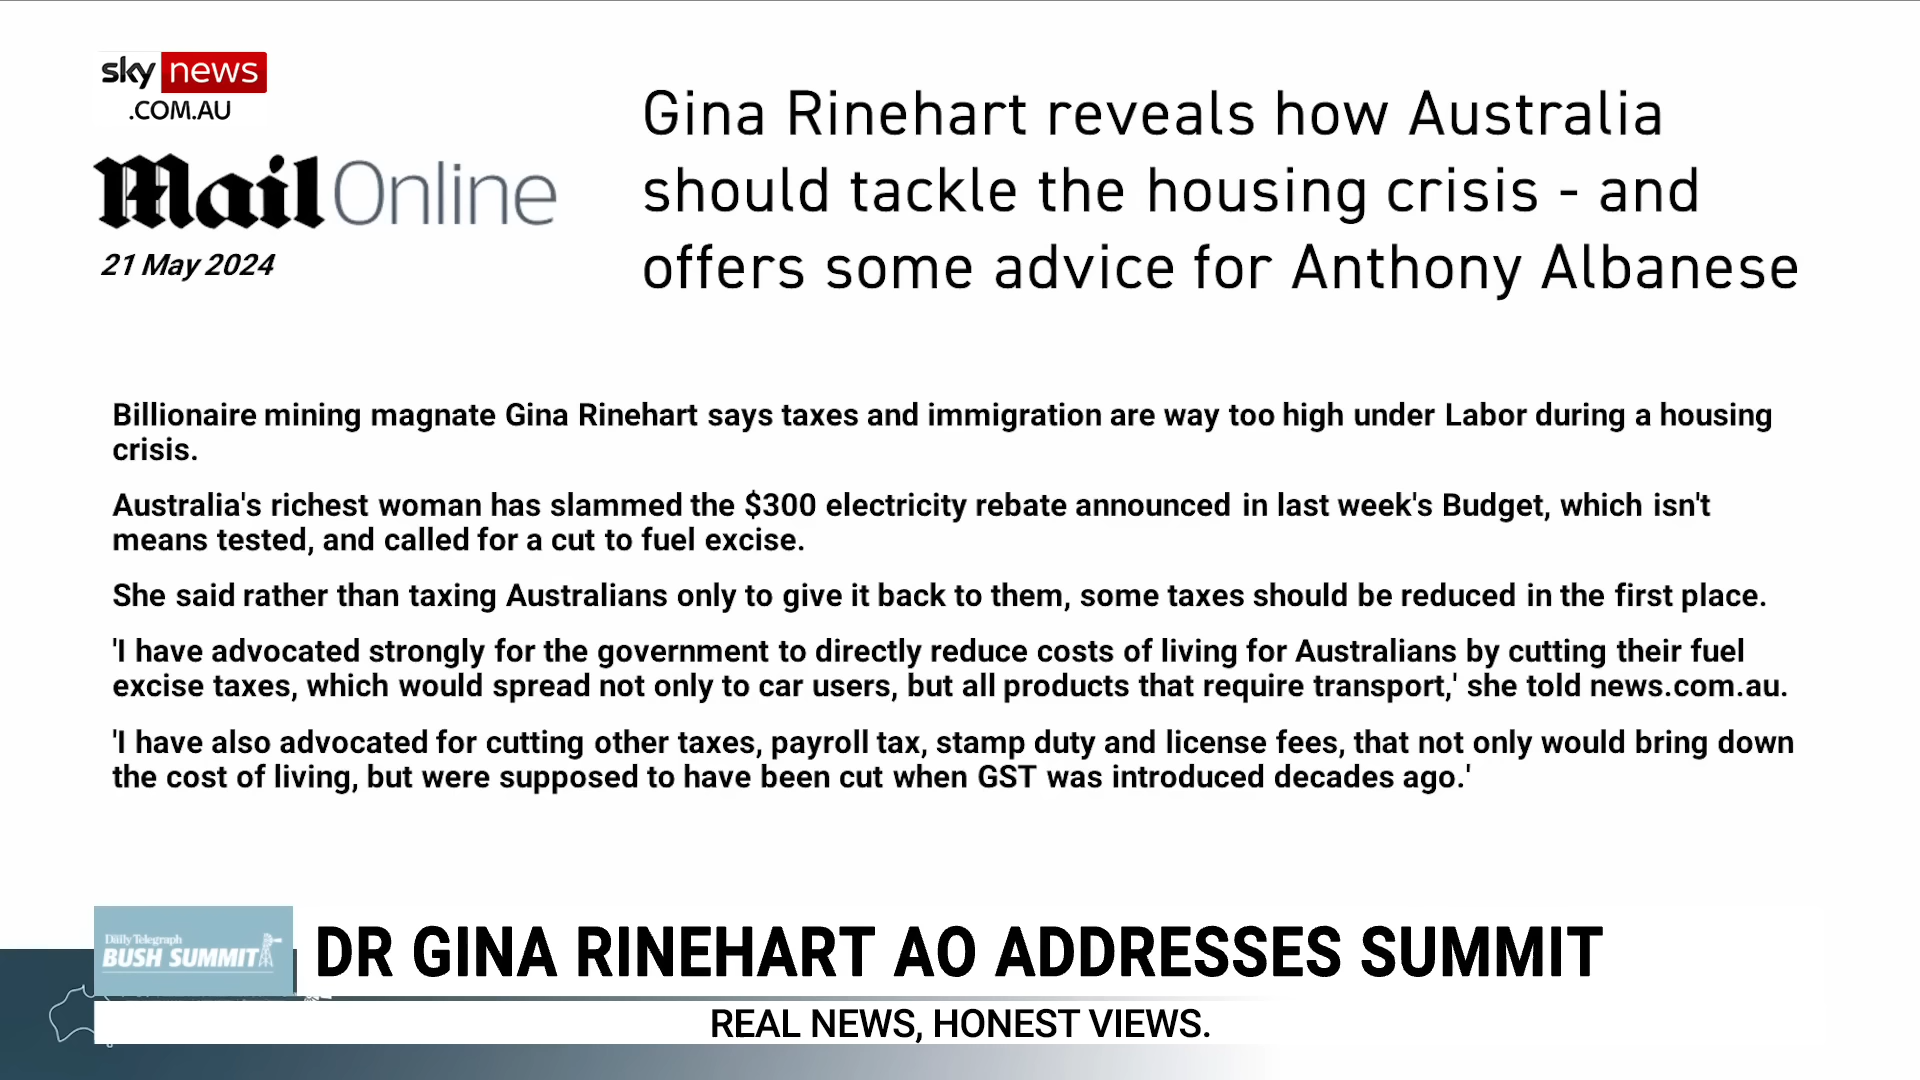 sky news
.COM.AU
Mail Online
21 May 2024
Gina Rinehart reveals how Australia
should tackle the housing crisis - and
offers some advice for Anthony Albanese
Billionaire mining magnate Gina Rinehart says taxes and immigration are way too high under Labor during a housing
crisis.
Australia's richest woman has slammed the $300 electricity rebate announced in last week's Budget, which isn't
means tested, and called for a cut to fuel excise.
She said rather than taxing Australians only to give it back to them, some taxes should be reduced in the first place.
'I have advocated strongly for the government to directly reduce costs of living for Australians by cutting their fuel
excise taxes, which would spread not only to car users, but all products that require transport,' she told news.com.au.
'I have also advocated for cutting other taxes, payroll tax, stamp duty and license fees, that not only would bring down
the cost of living, but were supposed to have been cut when GST was introduced decades ago.'
The Daily Telegraph
BUSH SUMMIT
DR GINA RINEHART AO ADDRESSES SUMMIT
REAL NEWS, HONEST VIEWS.